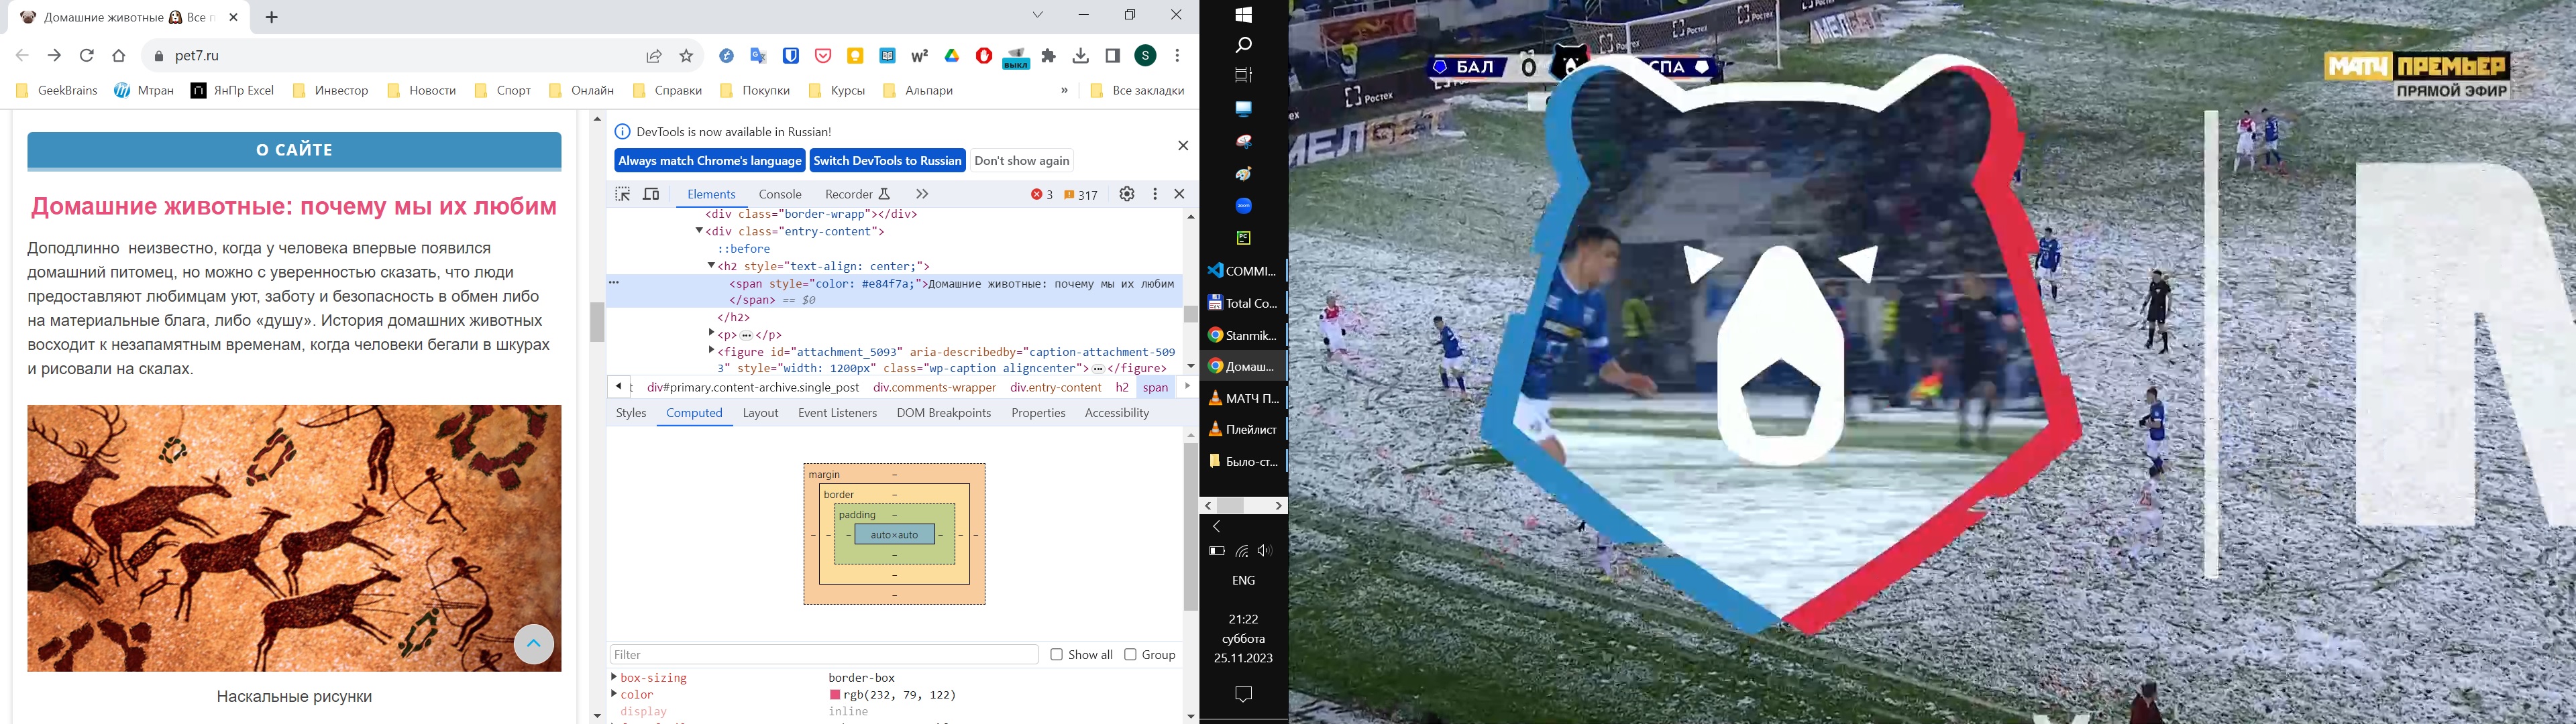 Домашние животные
Все п
pet7.ru
выкл
GeekBrains
Мтран
ЯнПр Excel
Инвестор
Новости
Спорт
Онлайн
Справки
Покупки
Курсы
Альпари
»
Все закладки
О САЙТЕ
Домашние животные: почему мы их любим
Доподлинно неизвестно, когда у человека впервые появился
домашний питомец, но можно с уверенностью сказать, что люди
предоставляют любимцам уют, заботу и безопасность в обмен либо
на материальные блага, либо «душу». История домашних животных
восходит к незапамятным временам, когда человеки бегали в шкурах
и рисовали на скалах.
Наскальные рисунки
DevTools is now available in Russian!
Always match Chrome's language
Switch DevTools to Russian
Don't show again
Elements
Console
Recorder
3
317
<div class="border-wrapp"></div>
<div class="entry-content">
::before
<h2 style="text-align: center;">
<span style="color: #e84f7a;">Домашние животные: почему мы их любим
</span> == $0
</h2>
<p>…</p>
<figure id="attachment_5093" aria-describedby="caption-attachment-509
3" style="width: 1200px" class="wp-caption aligncenter">…</figure>
t div#primary.content-archive.single_post div.comments-wrapper div.entry-content h2 span
Styles
Computed
Layout
Event Listeners
DOM Breakpoints
Properties
Accessibility
margin –
border –
padding –
– – – auto×auto – – –
–
–
–
Filter
Show all
Group
box-sizing border-box
color rgb(232, 79, 122)
display inline
COMMI...
Total Co...
Stanmik...
Домаш...
МАТЧ П...
Плейлист
Было-ст...
ENG
21:22
суббота
25.11.2023
БАЛ 0
СПА
Ростех
Ростех
Ростех
МАТЧ ПРЕМЬЕР
ПРЯМОЙ ЭФИР